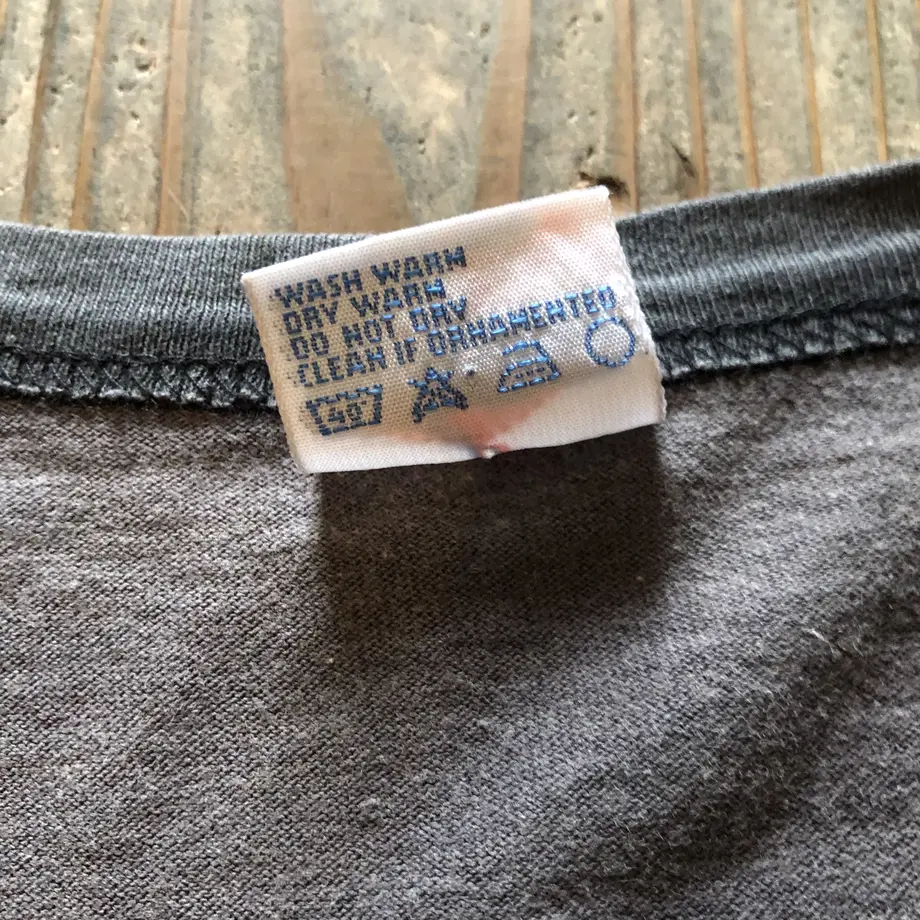 WASH WARM
DRY WARM
DO NOT DRY
CLEAN IF ORNAMENTED
40°